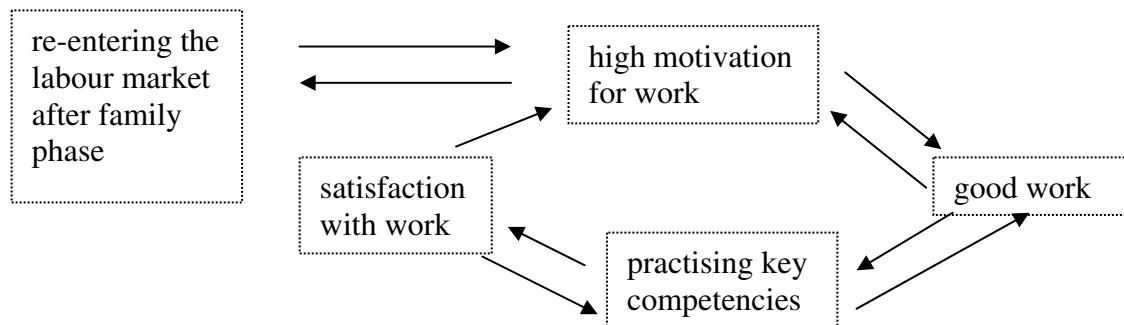 re-entering the
labour market
after family
phase
high motivation
for work
satisfaction
with work
good work
practising key
competencies